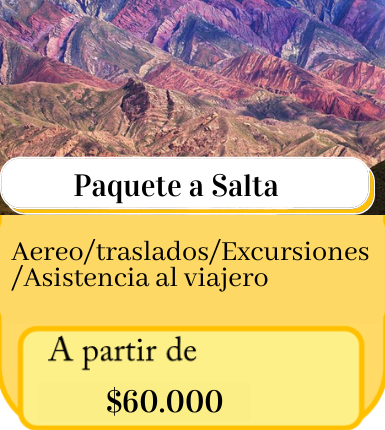 Paquete a Salta
Aereo/traslados/Excursiones
/Asistencia al viajero
A partir de
$60.000